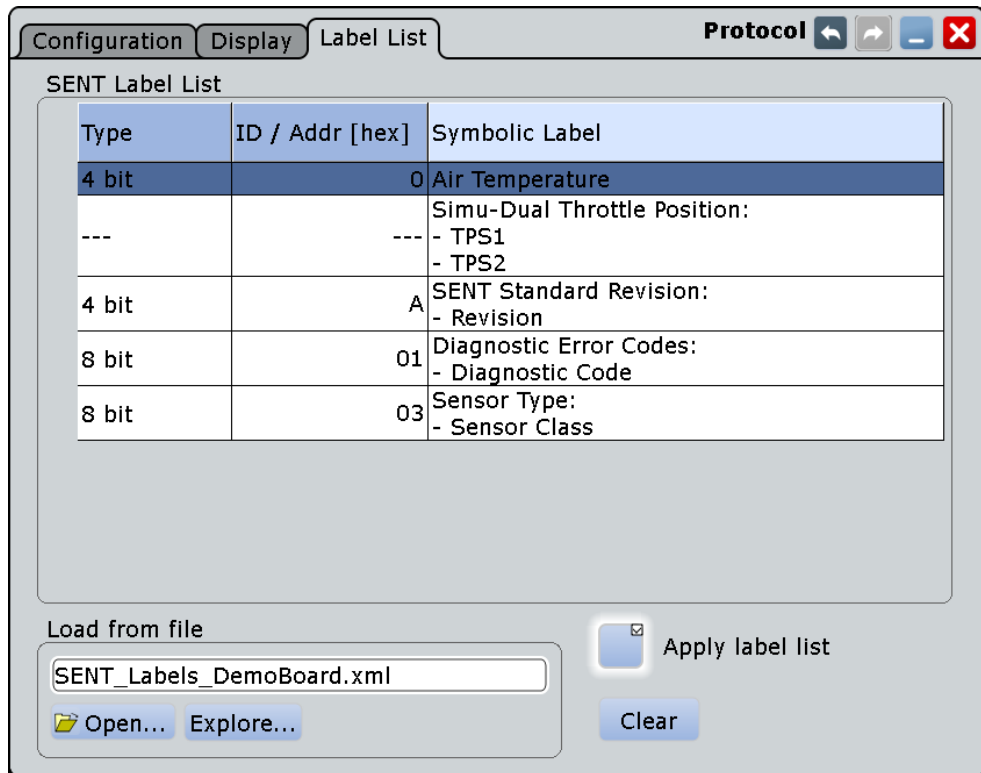 Configuration Display Label List Protocol
SENT Label List
Type ID / Addr [hex] Symbolic Label
4 bit 0 Air Temperature
Simu-Dual Throttle Position:
--- --- - TPS1
- TPS2
4 bit A SENT Standard Revision:
- Revision
8 bit 01 Diagnostic Error Codes:
- Diagnostic Code
8 bit 03 Sensor Type:
- Sensor Class
Load from file
Apply label list
SENT_Labels_DemoBoard.xml
Open... Explore... Clear